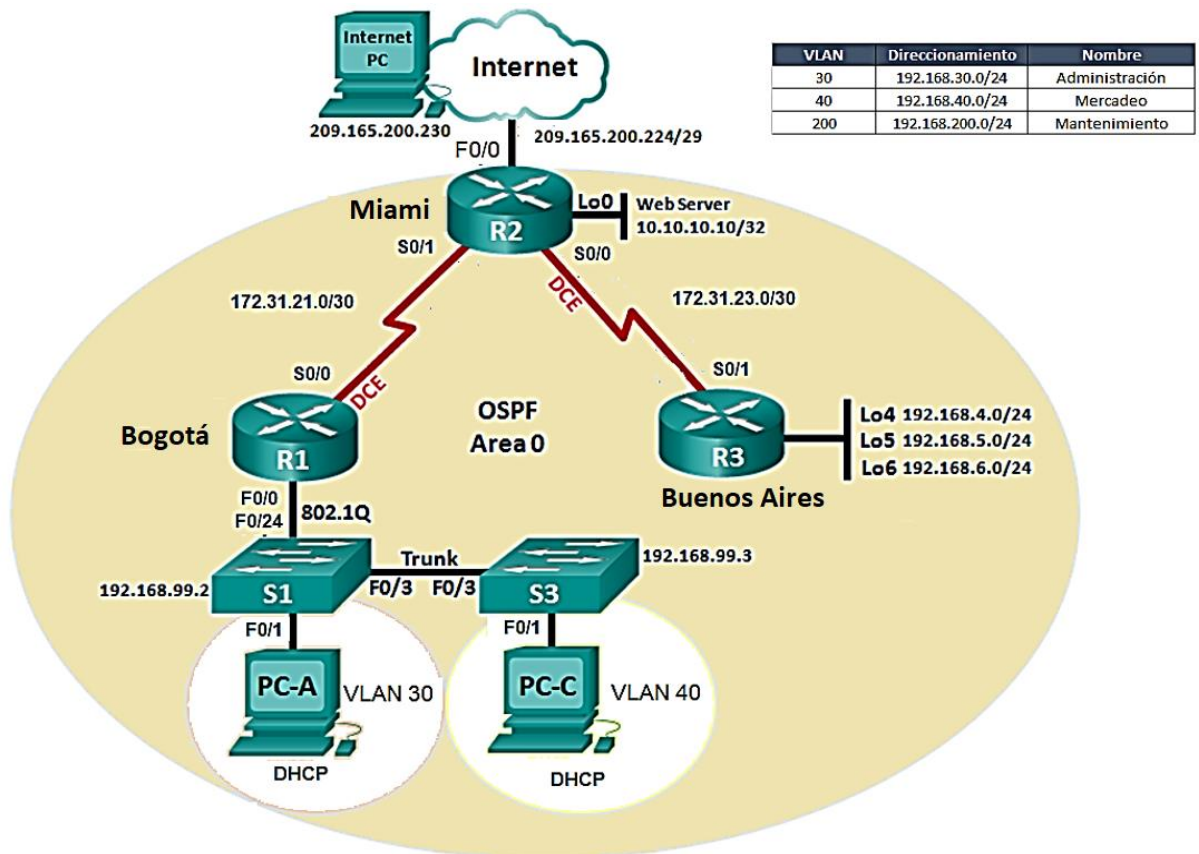 Internet
PC
Internet
209.165.200.230
209.165.200.224/29
F0/0
VLAN Direccionamiento Nombre
30 192.168.30.0/24 Administración
40 192.168.40.0/24 Mercadeo
200 192.168.200.0/24 Mantenimiento
Miami
R2
Lo0
Web Server
10.10.10.10/32
S0/1
S0/0
172.31.21.0/30
DCE
172.31.23.0/30
S0/0
DCE
S0/1
Bogotá
R1
OSPF
Area 0
R3
Buenos Aires
Lo4 192.168.4.0/24
Lo5 192.168.5.0/24
Lo6 192.168.6.0/24
F0/0
F0/24
802.1Q
192.168.99.2
S1
Trunk
F0/3 F0/3
S3
192.168.99.3
F0/1
F0/1
PC-A
VLAN 30
DHCP
PC-C
VLAN 40
DHCP